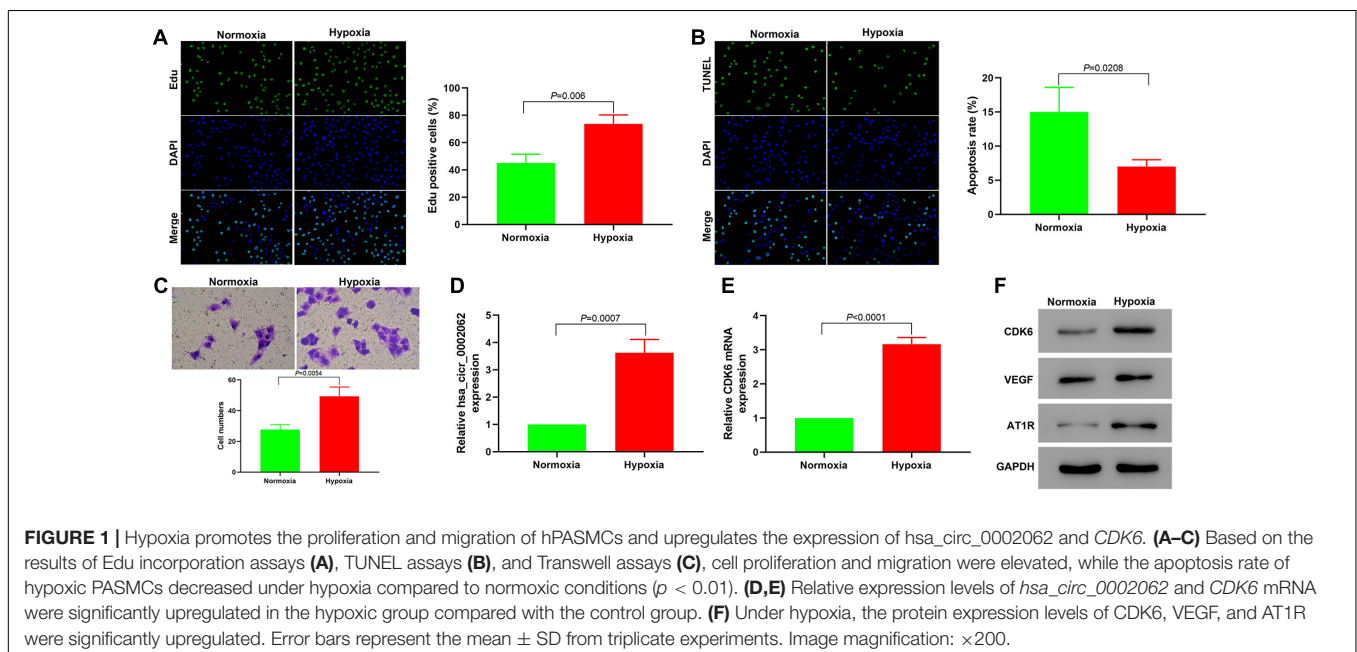 A
Normoxia Hypoxia
Edu
DAPI
Merge
Edu positive cells (%)
100
80
60
40
20
0
P=0.006
Normoxia Hypoxia
B
Normoxia Hypoxia
TUNEL
DAPI
Merge
Apoptosis rate (%)
20
15
10
5
0
P=0.0208
Normoxia Hypoxia
C
Normoxia Hypoxia
Cell numbers
60
40
20
0
P=0.0054
Normoxia Hypoxia
D
Relative hsa_cicr_0002062
expression
5
4
3
2
1
0
P=0.0007
Normoxia Hypoxia
E
Relative CDK6 mRNA
expression
4
3
2
1
0
P<0.0001
Normoxia Hypoxia
F
Normoxia Hypoxia
CDK6
VEGF
AT1R
GAPDH
FIGURE 1 | Hypoxia promotes the proliferation and migration of hPASMCs and upregulates the expression of hsa_circ_0002062 and CDK6. (A–C) Based on the
results of Edu incorporation assays (A), TUNEL assays (B), and Transwell assays (C), cell proliferation and migration were elevated, while the apoptosis rate of
hypoxic PASMCs decreased under hypoxia compared to normoxic conditions (p < 0.01). (D,E) Relative expression levels of hsa_circ_0002062 and CDK6 mRNA
were significantly upregulated in the hypoxic group compared with the control group. (F) Under hypoxia, the protein expression levels of CDK6, VEGF, and AT1R
were significantly upregulated. Error bars represent the mean ± SD from triplicate experiments. Image magnification: ×200.